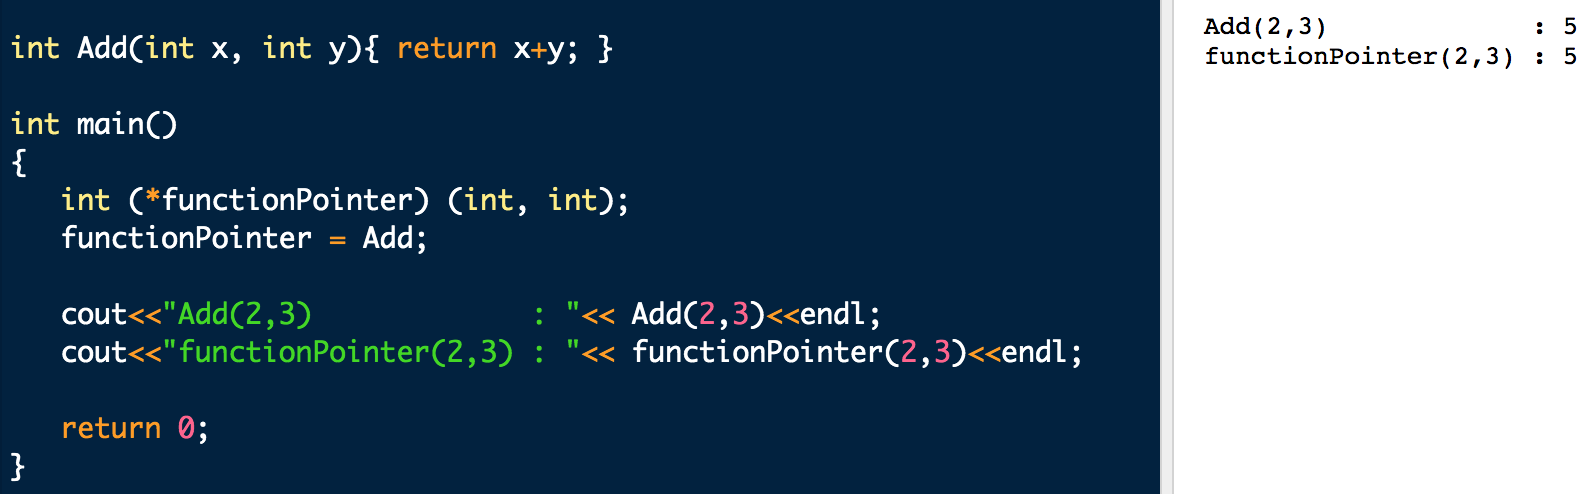 int Add(int x, int y){ return x+y; }
int main()
{
   int (*functionPointer) (int, int);
   functionPointer = Add;
   cout<<"Add(2,3)             : "<< Add(2,3)<<endl;
   cout<<"functionPointer(2,3) : "<< functionPointer(2,3)<<endl;
   return 0;
}
Add(2,3)             : 5
functionPointer(2,3) : 5